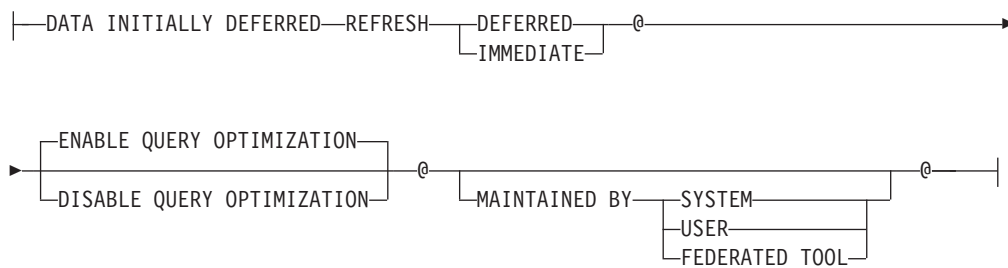 DATA INITIALLY DEFERRED REFRESH DEFERRED @
IMMEDIATE
ENABLE QUERY OPTIMIZATION
@ @
DISABLE QUERY OPTIMIZATION MAINTAINED BY SYSTEM
USER
FEDERATED TOOL